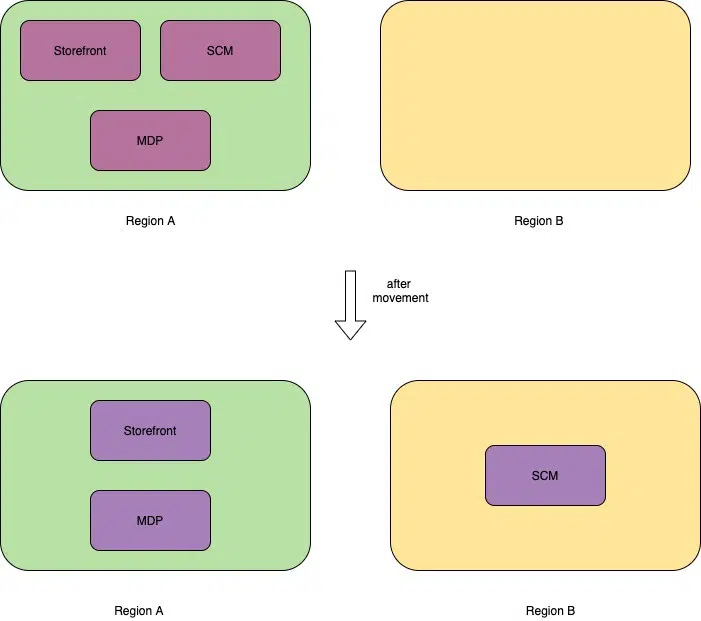 Storefront
SCM
MDP
Region A
Region B
after
movement
Storefront
MDP
SCM
Region A
Region B